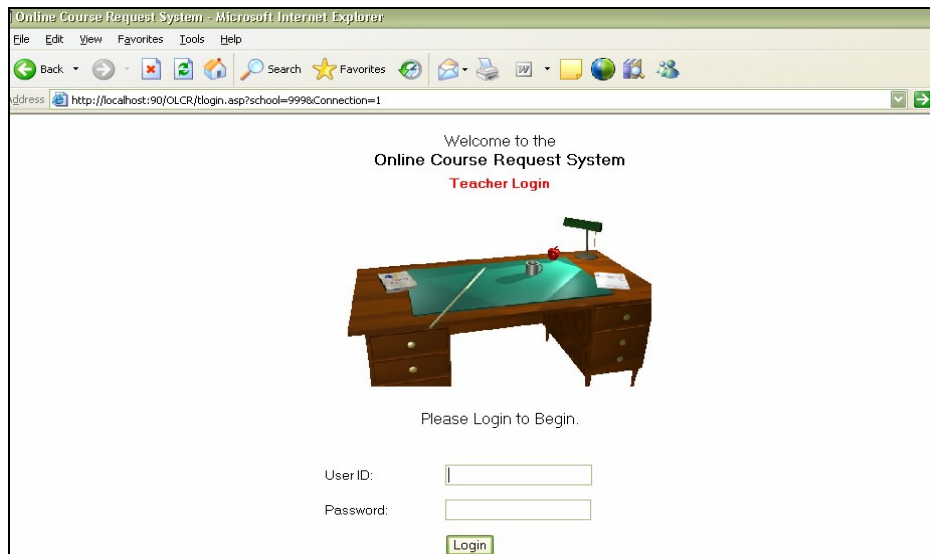 Online Course Request System - Microsoft Internet Explorer
File Edit View Favorites Tools Help
Back Search Favorites
Address http://localhost:90/OLCR/tlogin.asp?school=999&Connection=1
Welcome to the
Online Course Request System
Teacher Login
Please Login to Begin.
User ID:
Password:
Login